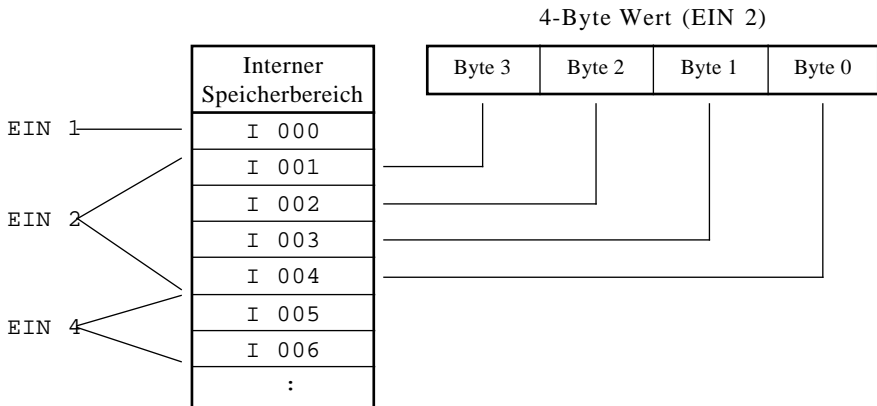 4-Byte Wert (EIN 2)
Interner
Speicherbereich
Byte 3
Byte 2
Byte 1
Byte 0
EIN 1
I 000
I 001
I 002
EIN 2
I 003
I 004
I 005
EIN 4
I 006
: